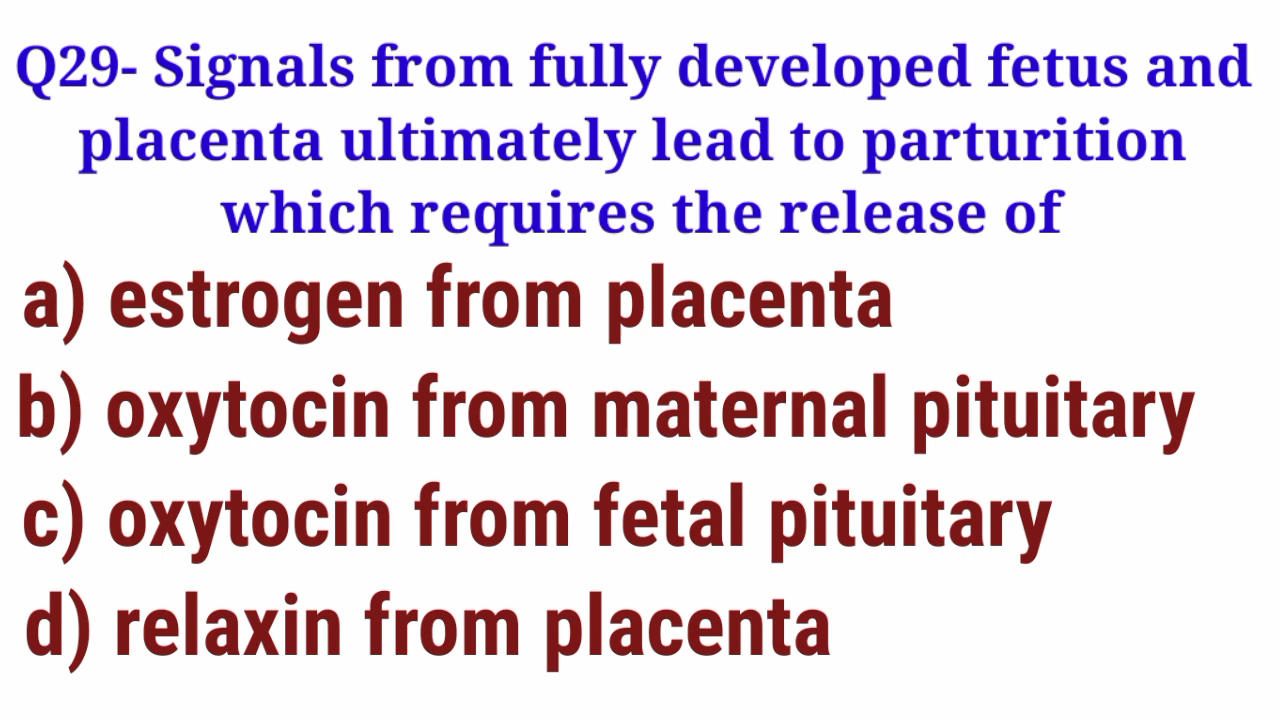 Q29- Signals from fully developed fetus and
placenta ultimately lead to parturition
which requires the release of
a) estrogen from placenta
b) oxytocin from maternal pituitary
c) oxytocin from fetal pituitary
d) relaxin from placenta